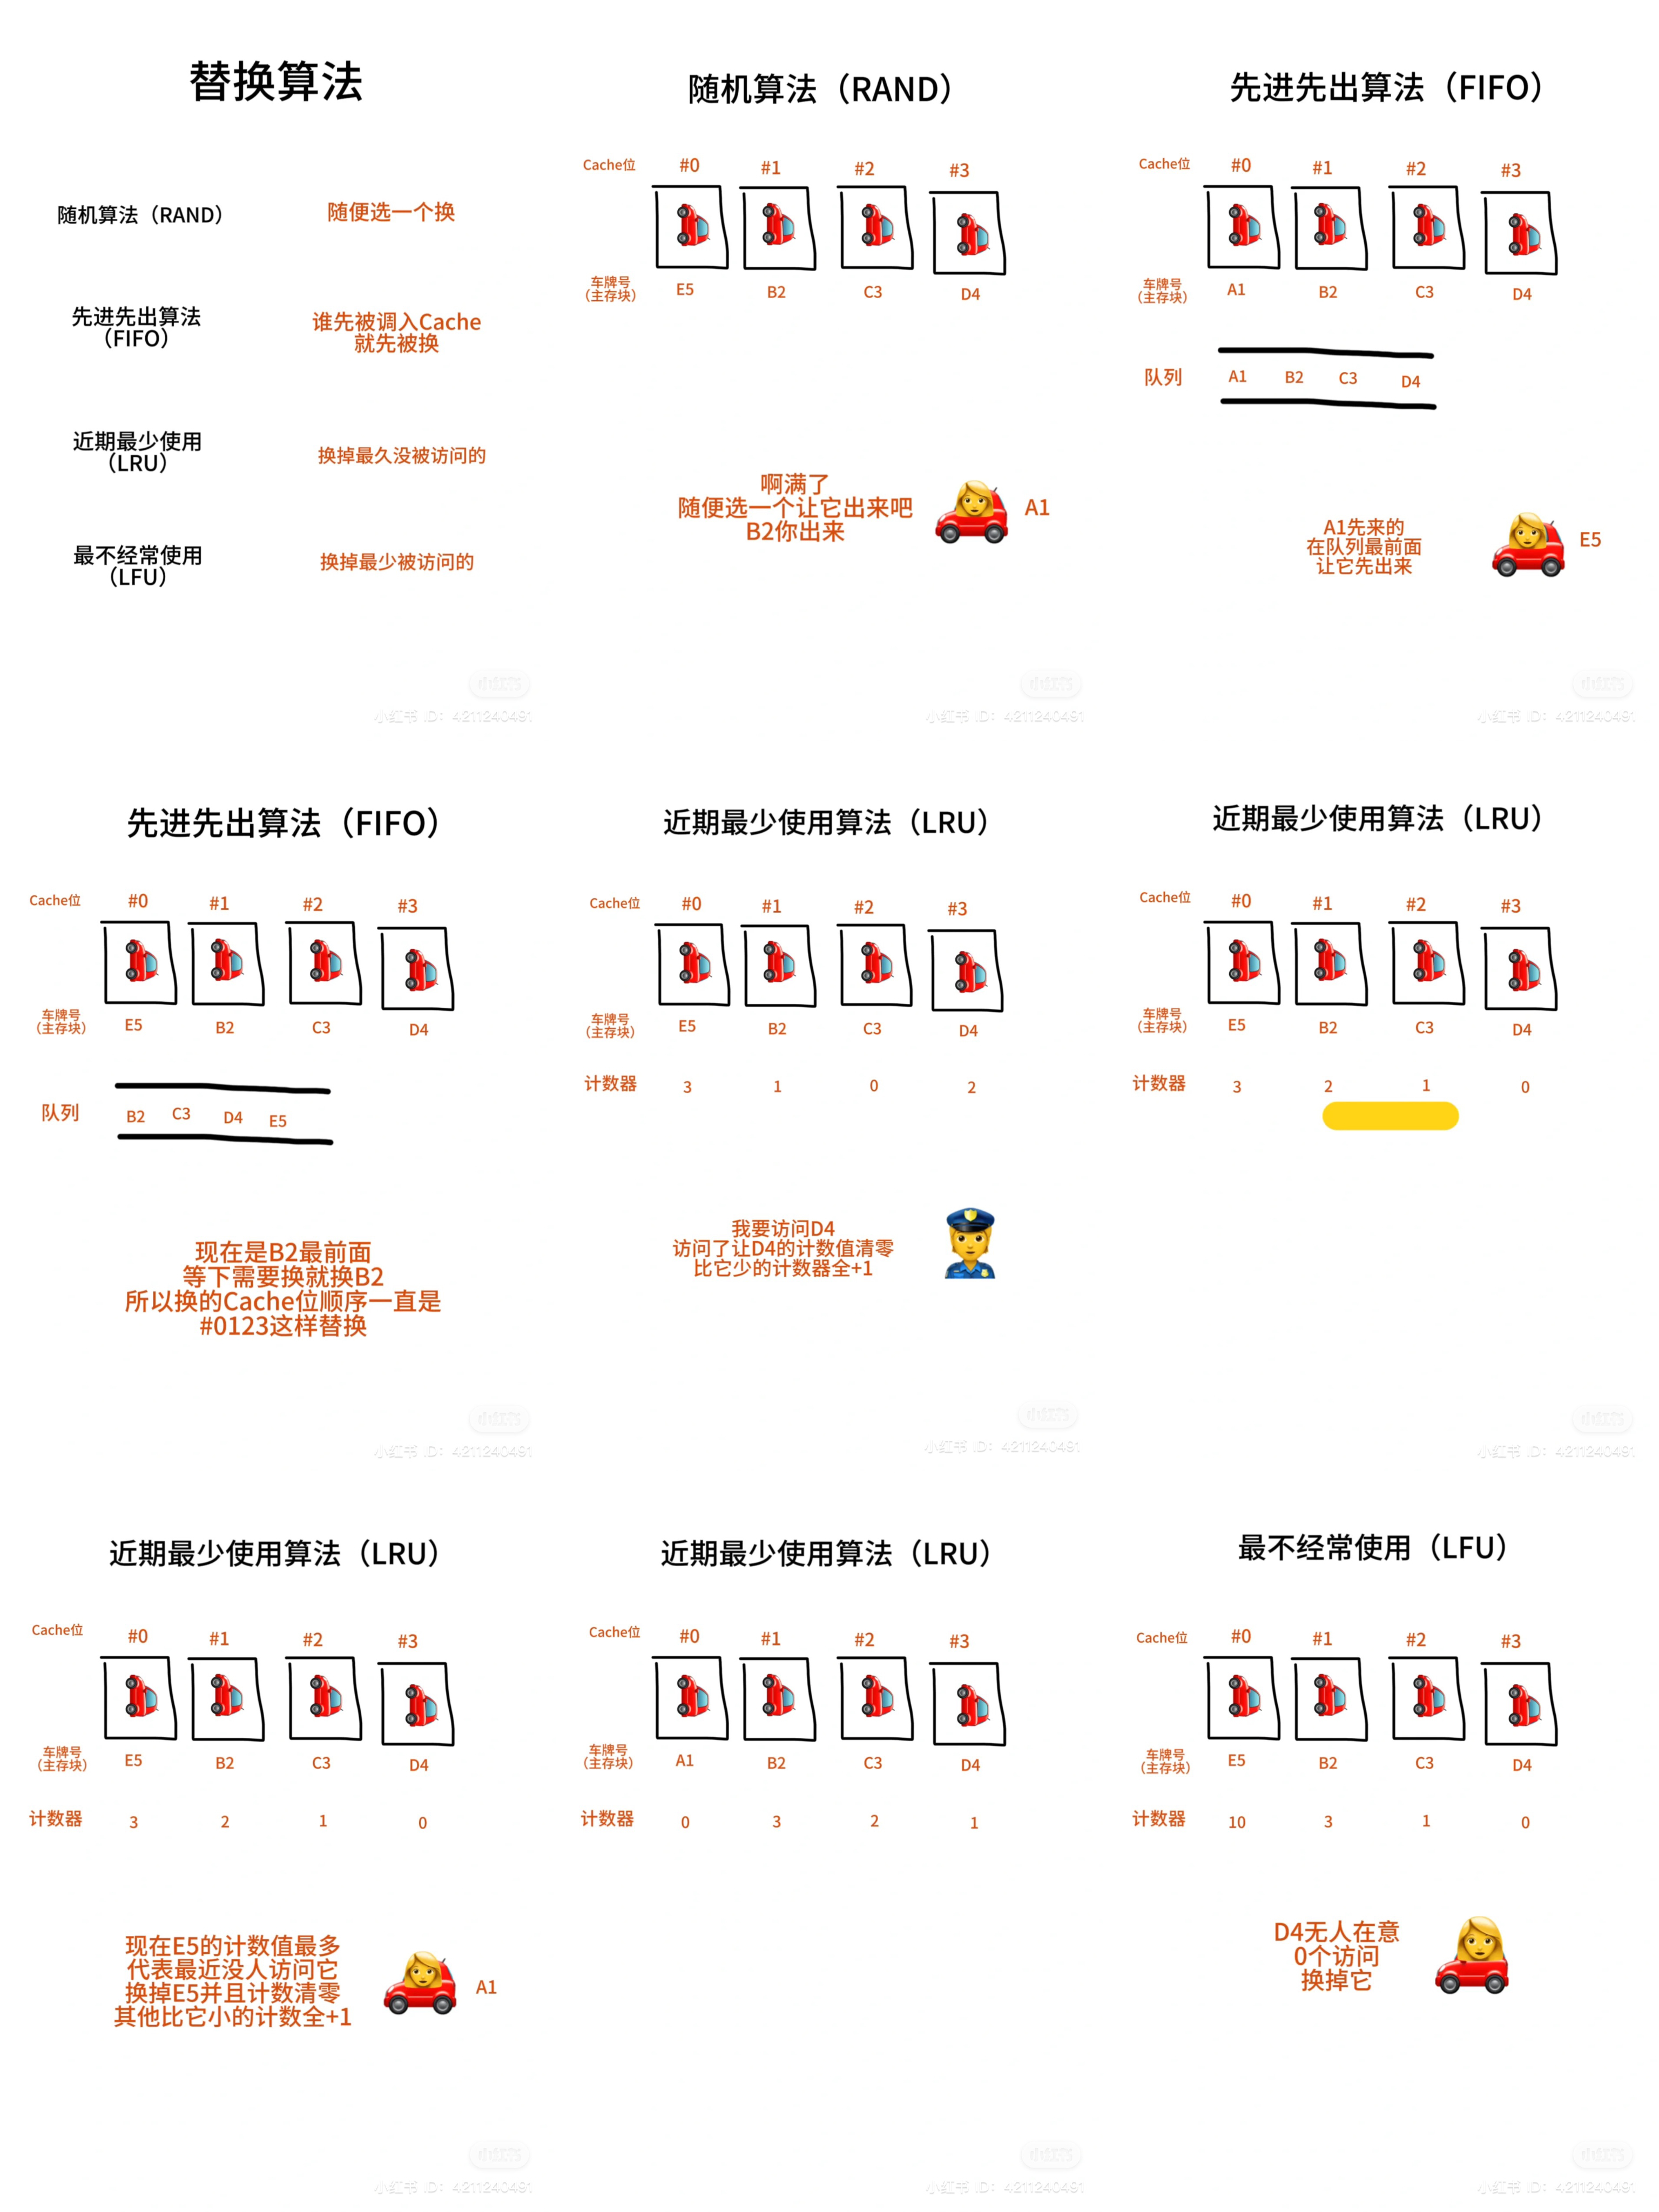 替换算法
随机算法（RAND）
随便选一个换
先进先出算法
（FIFO）
谁先被调入Cache
就先被换
近期最少使用
（LRU）
换掉最久没被访问的
最不经常使用
（LFU）
换掉最少被访问的
小红书
小红书 ID：4211240491
随机算法（RAND）
Cache位 #0 #1 #2 #3
车牌号
（主存块） E5 B2 C3 D4
啊满了
随便选一个让它出来吧
B2你出来
A1
小红书
小红书 ID：4211240491
先进先出算法（FIFO）
Cache位 #0 #1 #2 #3
车牌号
（主存块） A1 B2 C3 D4
队列 A1 B2 C3 D4
A1先来的
在队列最前面
让它先出来
E5
小红书
小红书 ID：4211240491
先进先出算法（FIFO）
Cache位 #0 #1 #2 #3
车牌号
（主存块） E5 B2 C3 D4
队列 B2 C3 D4 E5
现在是B2最前面
等下需要换就换B2
所以换的Cache位顺序一直是
#0123这样替换
小红书
小红书 ID：4211240491
近期最少使用算法（LRU）
Cache位 #0 #1 #2 #3
车牌号
（主存块） E5 B2 C3 D4
计数器 3 1 0 2
我要访问D4
访问了让D4的计数值清零
比它少的计数器全+1
小红书
小红书 ID：4211240491
近期最少使用算法（LRU）
Cache位 #0 #1 #2 #3
车牌号
（主存块） E5 B2 C3 D4
计数器 3 2 1 0
小红书
小红书 ID：4211240491
近期最少使用算法（LRU）
Cache位 #0 #1 #2 #3
车牌号
（主存块） E5 B2 C3 D4
计数器 3 2 1 0
现在E5的计数值最多
代表最近没人访问它
换掉E5并且计数清零
其他比它小的计数全+1
A1
小红书
小红书 ID：4211240491
近期最少使用算法（LRU）
Cache位 #0 #1 #2 #3
车牌号
（主存块） A1 B2 C3 D4
计数器 0 3 2 1
小红书
小红书 ID：4211240491
最不经常使用（LFU）
Cache位 #0 #1 #2 #3
车牌号
（主存块） E5 B2 C3 D4
计数器 10 3 1 0
D4无人在意
0个访问
换掉它
小红书
小红书 ID：4211240491